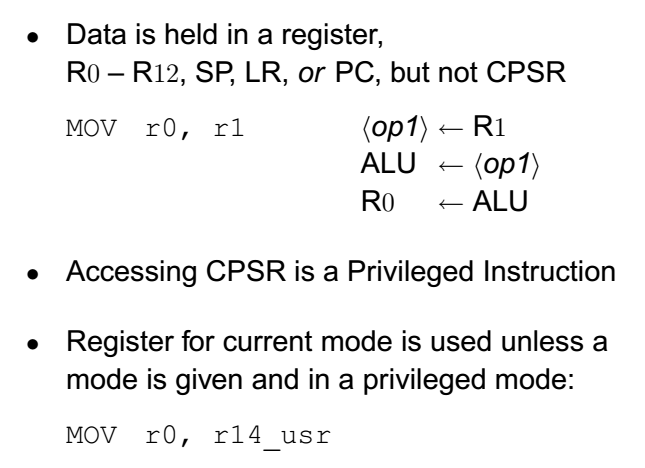 • Data is held in a register,
R0 – R12, SP, LR, or PC, but not CPSR
MOV r0, r1 ⟨op1⟩ ← R1
ALU ← ⟨op1⟩
R0 ← ALU
• Accessing CPSR is a Privileged Instruction
• Register for current mode is used unless a
mode is given and in a privileged mode:
MOV r0, r14_usr